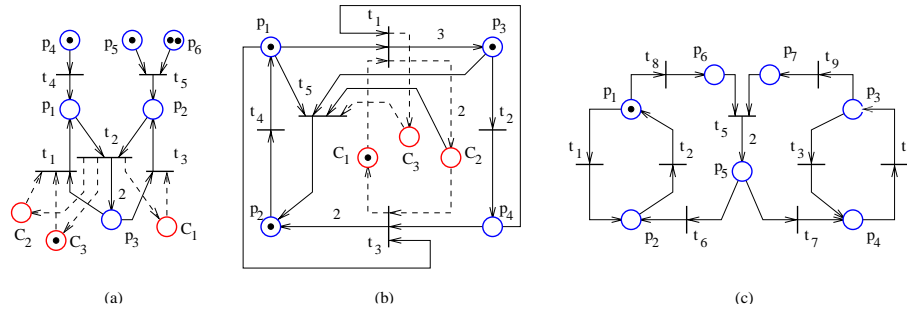 p4 p5 p6
t4 t5
p1 p2
t2
t1 t3
2
C2 C3 p3 C1
(a)
t1
p1 3 p3
t5
t4 2 t2
C1 C3 C2
p2 2 p4
t3
(b)
t8 p6 p7 t9
p1 p3
t5
t1 t2 2 t3 t
p5
p2 t6 t7 p4
(c)